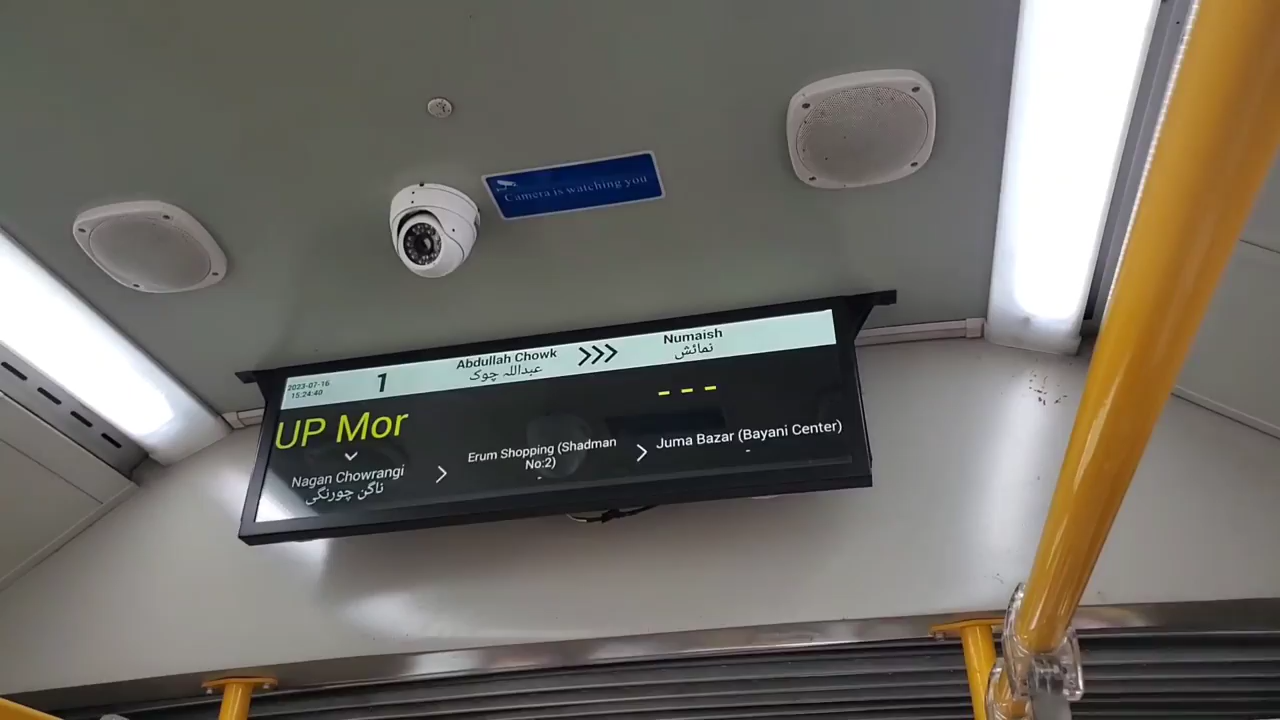 Camera is watching you
2023-07-16
15:24:40
1
Abdullah Chowk
عبداللہ چوک
Numaish
نمائش
UP Mor
Nagan Chowrangi
ناگن چورنگی
Erum Shopping (Shadman
No:2)
-
Juma Bazar (Bayani Center)
-